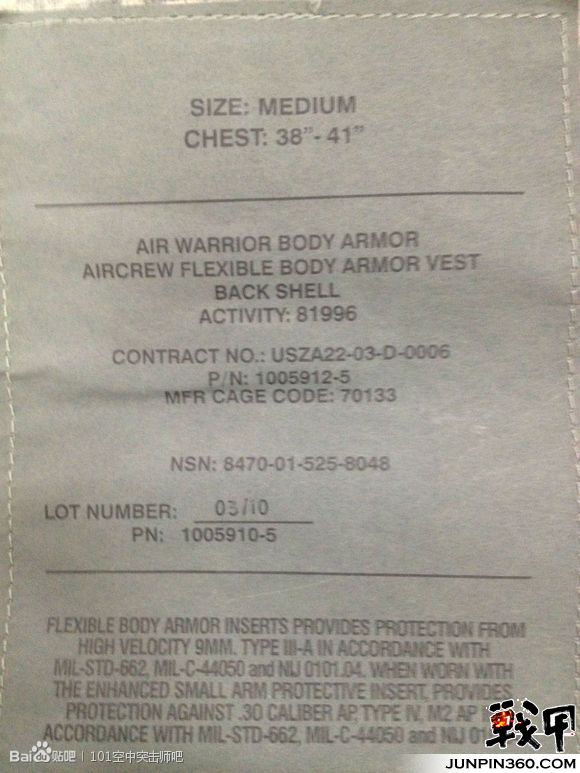 SIZE: MEDIUM
CHEST: 38"- 41"
AIR WARRIOR BODY ARMOR
AIRCREW FLEXIBLE BODY ARMOR VEST
BACK SHELL
ACTIVITY: 81996
CONTRACT NO.: USZA22-03-D-0006
P/N: 1005912-5
MFR CAGE CODE: 70133
NSN: 8470-01-525-8048
LOT NUMBER: 03/10
PN: 1005910-5
FLEXIBLE BODY ARMOR INSERTS PROVIDES PROTECTION FROM
HIGH VELOCITY 9MM. TYPE III-A IN ACCORDANCE WITH
MIL-STD-662, MIL-C-44050 and NIJ 0101.04. WHEN WORN WITH
THE ENHANCED SMALL ARM PROTECTIVE INSERT, PROVIDES
PROTECTION AGAINST .30 CALIBER AP, TYPE IV, M2 AP
ACCORDANCE WITH MIL-STD-662, MIL-C-44050 and NIJ
Bai贴吧 | 101空中突击师吧
戰甲
JUNPIN360.COM